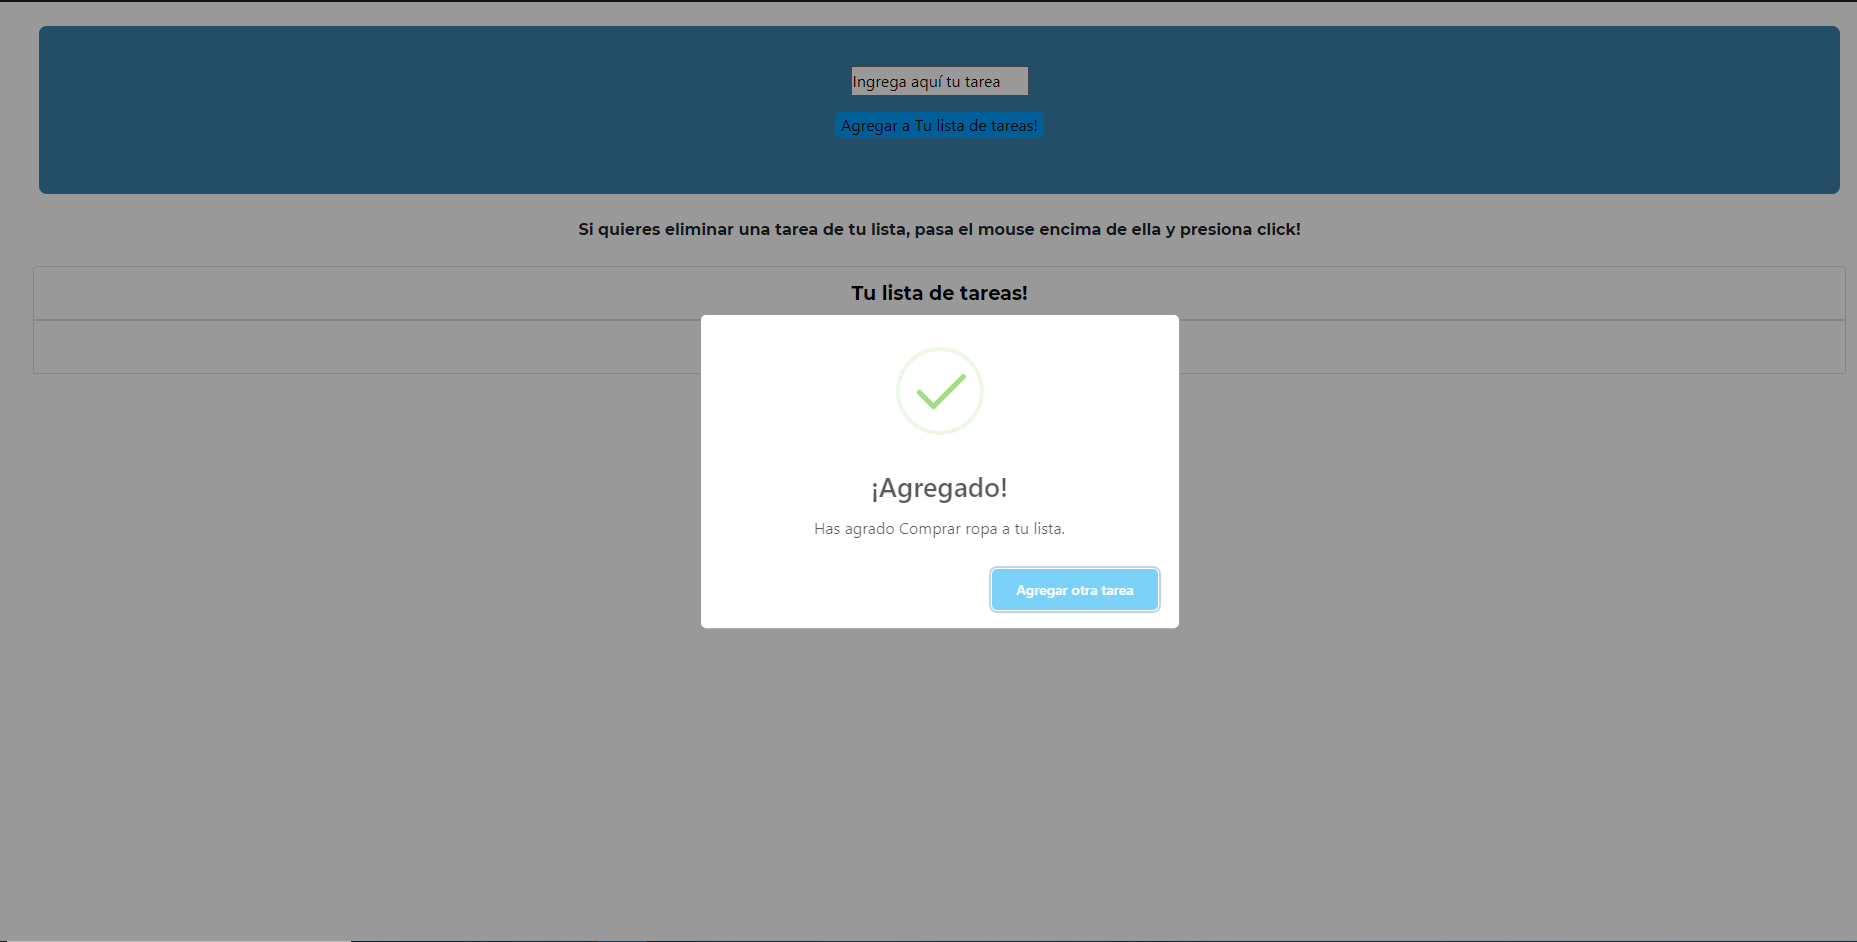 Ingrega aquí tu tarea
Agregar a Tu lista de tareas!
Si quieres eliminar una tarea de tu lista, pasa el mouse encima de ella y presiona click!
Tu lista de tareas!
¡Agregado!
Has agrado Comprar ropa a tu lista.
Agregar otra tarea